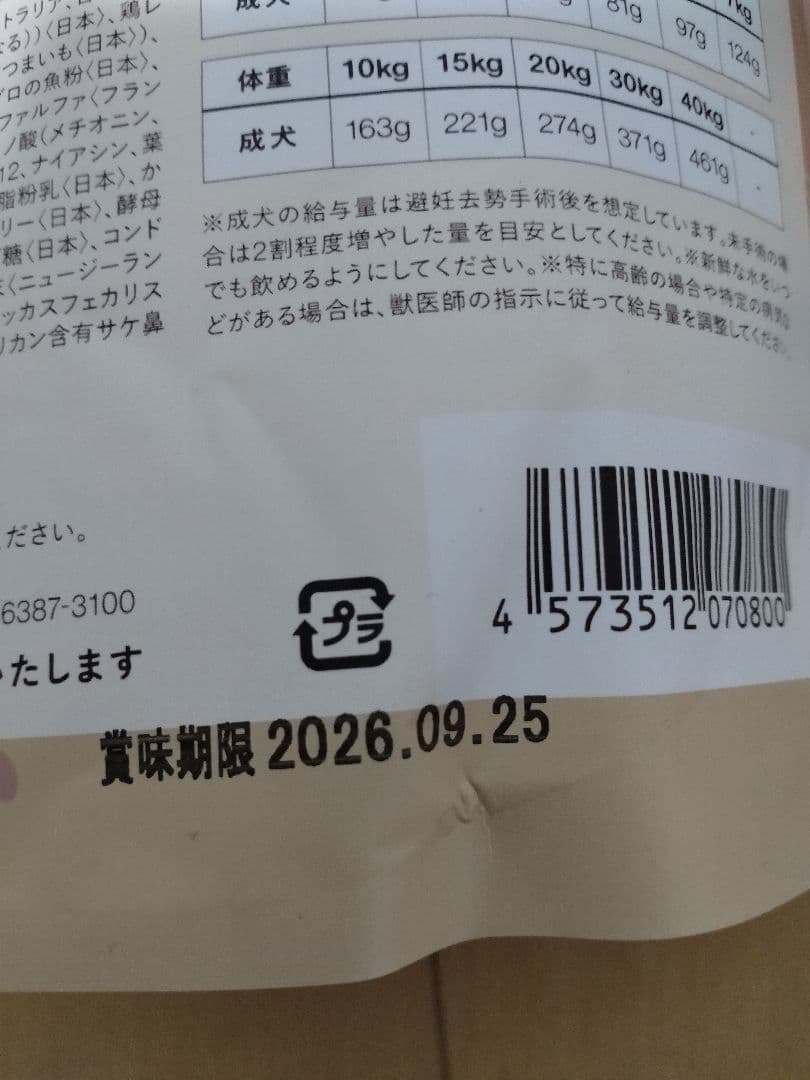 トラリア、
なる))〈日本〉、鶏レ
つまいも〈日本〉)、
グロの魚粉〈日本〉、
ファルファ〈フラン
ノ酸(メチオニン、
12、ナイアシン、葉
脂粉乳〈日本〉、か
リー〈日本〉、酵母
糖〈日本〉、コンド
〈ニュージーラン
ッカスフェカリス
リカン含有サケ鼻
成犬 81g 97g 124g
7kg
体重 10kg 15kg 20kg 30kg 40kg -
成犬 163g 221g 274g 371g 461g -
※成犬の給与量は避妊去勢手術後を想定しています。未手術の場
合は2割程度増やした量を目安としてください。※新鮮な水をいつ
でも飲めるようにしてください。※特に高齢の場合や特定の病気な
どがある場合は、獣医師の指示に従って給与量を調整してください。
ださい。
6387-3100
いたします
プラ
4 573512 070800
賞味期限 2026.09.25